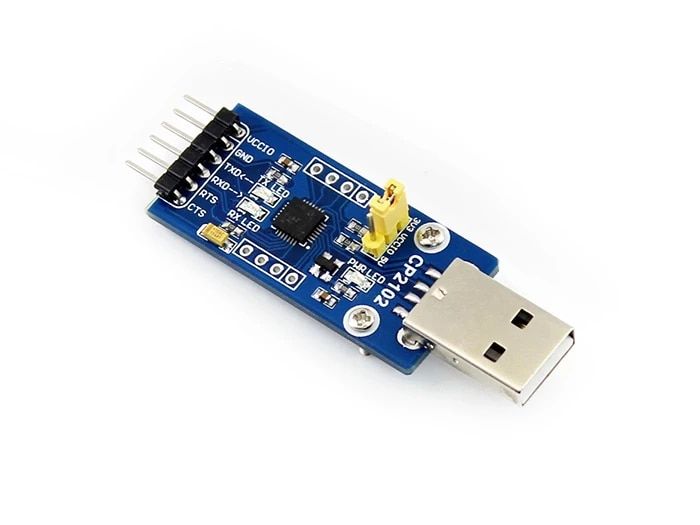 VCCIO
GND
TXD<--
RXD-->
RTS
CTS
TX LED
RX LED
3V3 VCCIO 5V
PWR LED
CP2102